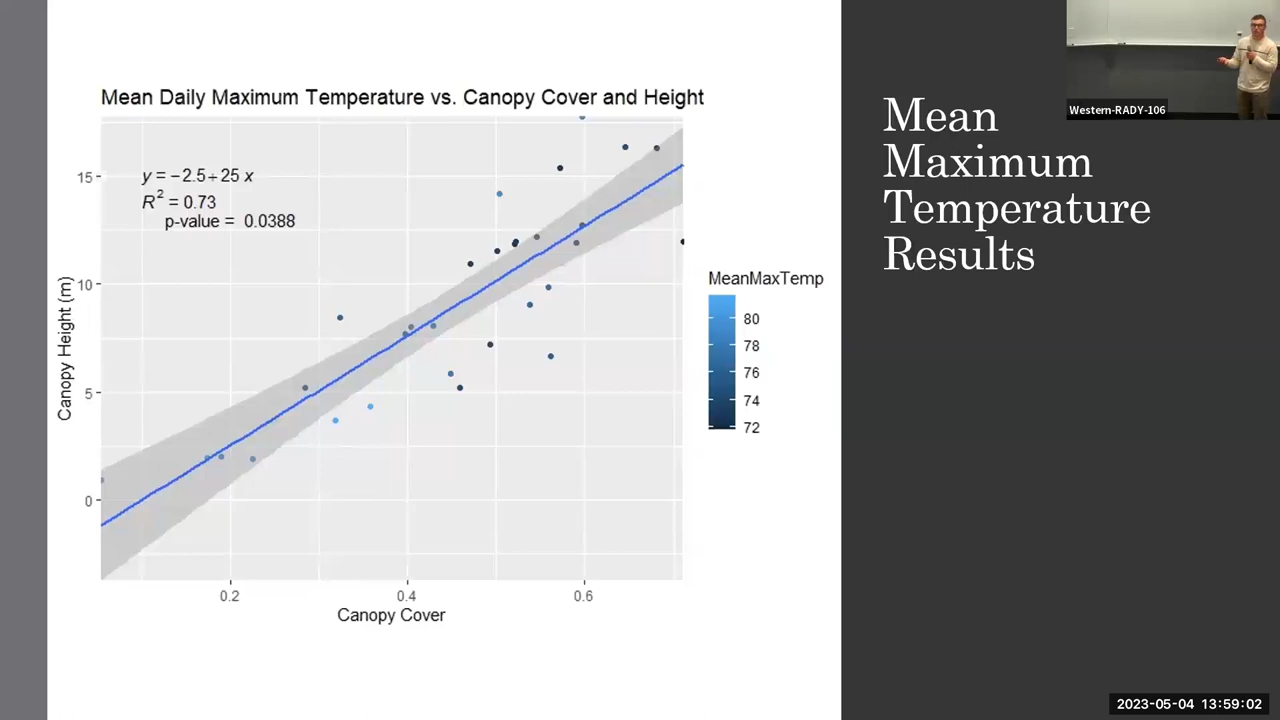 Mean Daily Maximum Temperature vs. Canopy Cover and Height
y = −2.5+25 x
R² = 0.73
p-value = 0.0388
Canopy Height (m)
15
10
5
0
0.2
0.4
0.6
Canopy Cover
MeanMaxTemp
80
78
76
74
72
Mean
Maximum
Temperature
Results
Western-RADY-106
2023-05-04 13:59:02